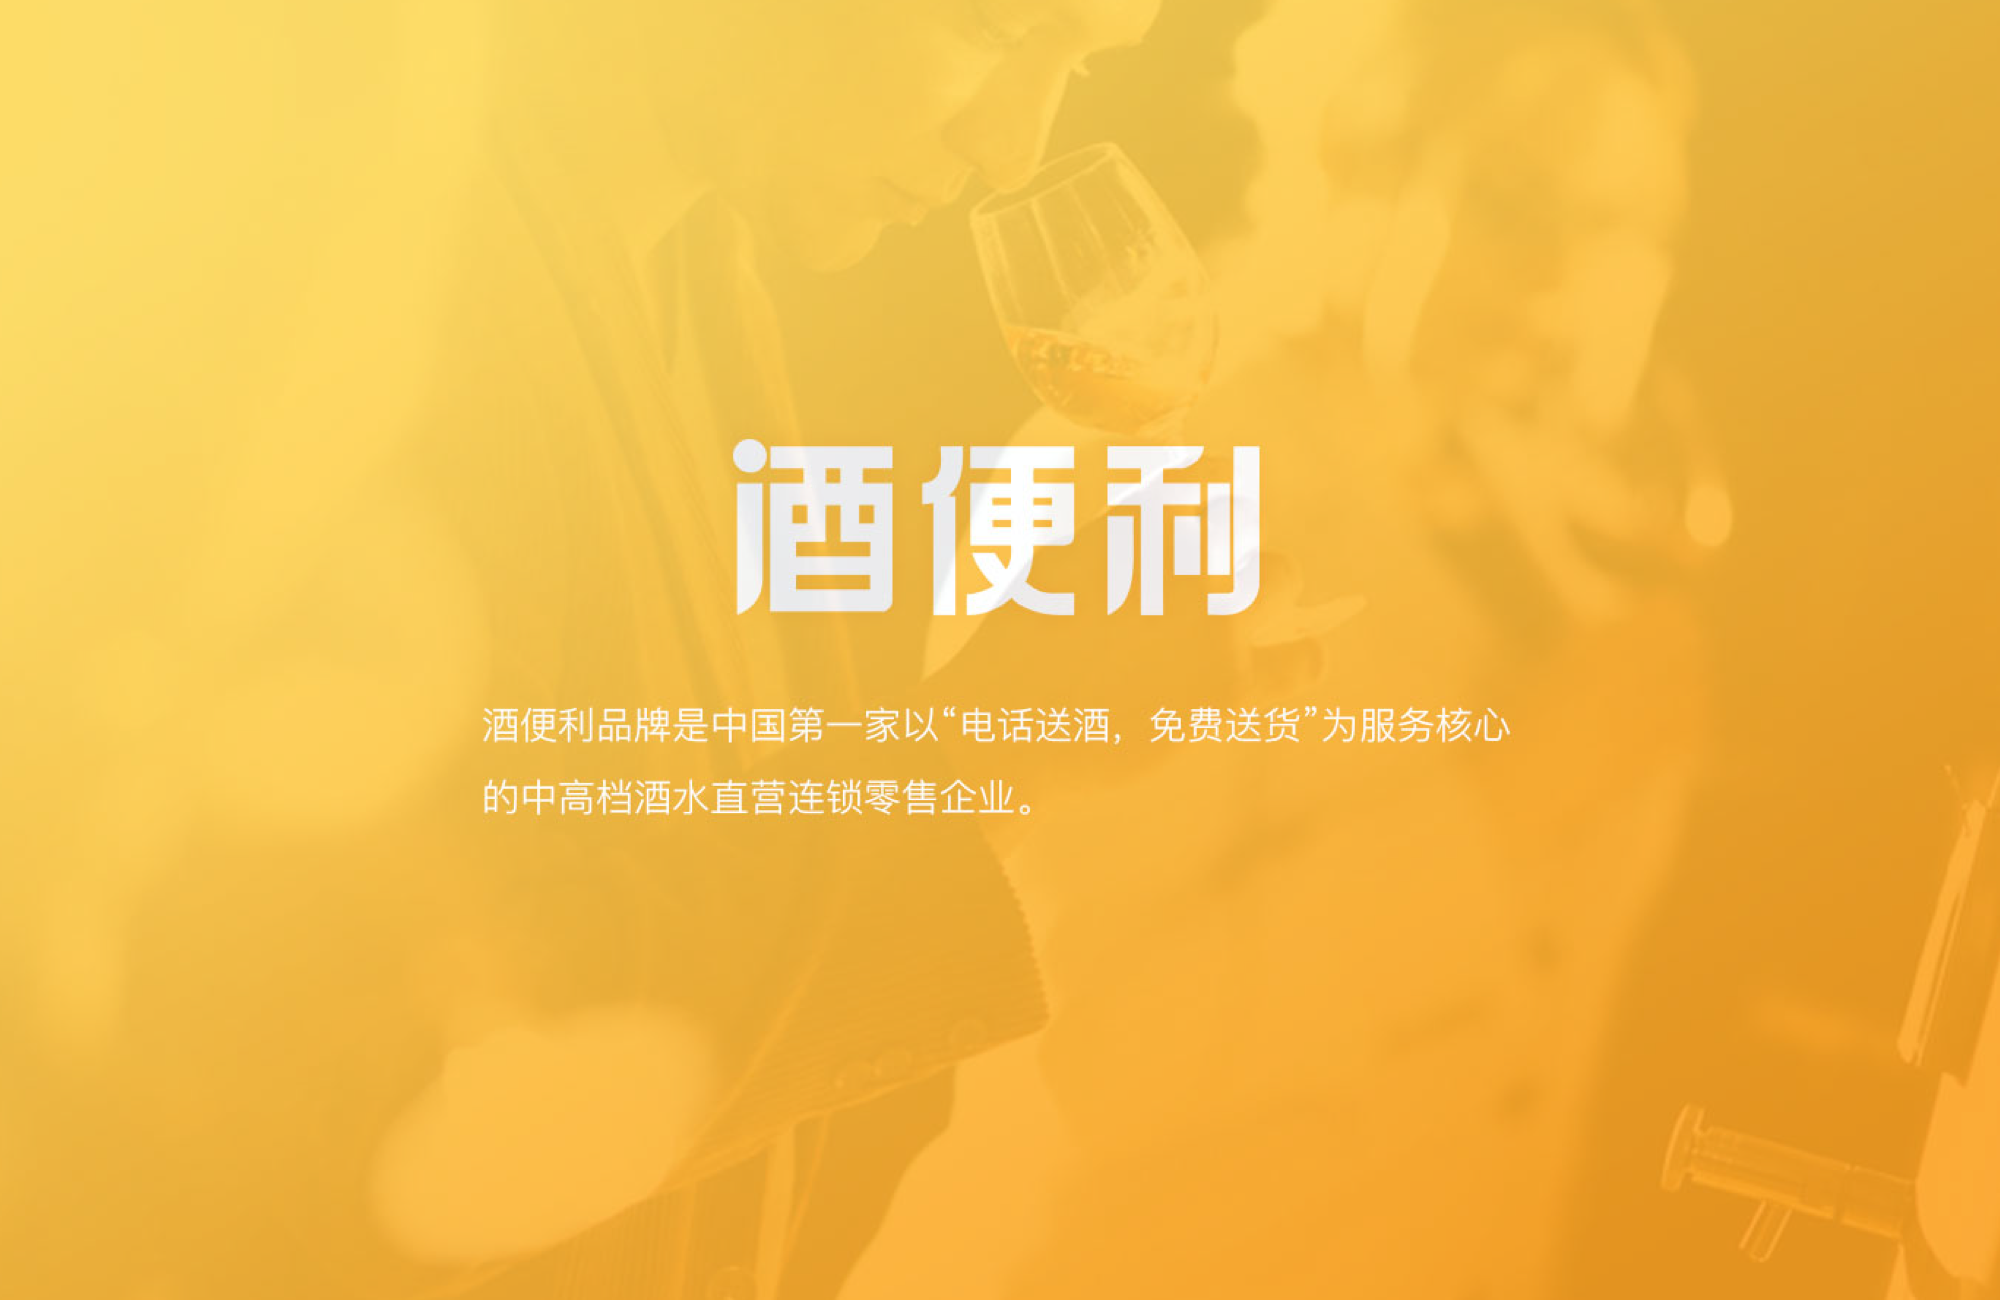 酒便利
酒便利品牌是中国第一家以“电话送酒，免费送货”为服务核心
的中高档酒水直营连锁零售企业。